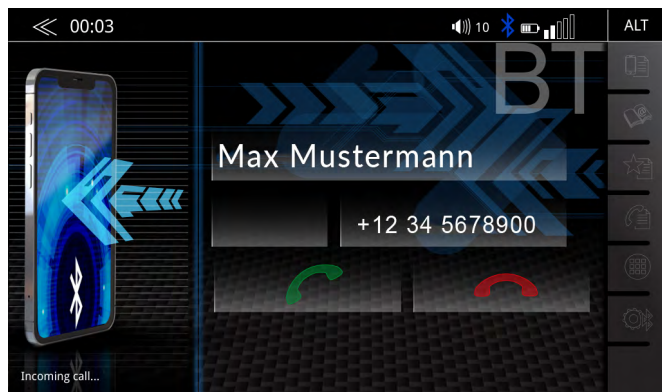 00:03
10
ALT
BT
Max Mustermann
+12 34 5678900
Incoming call...